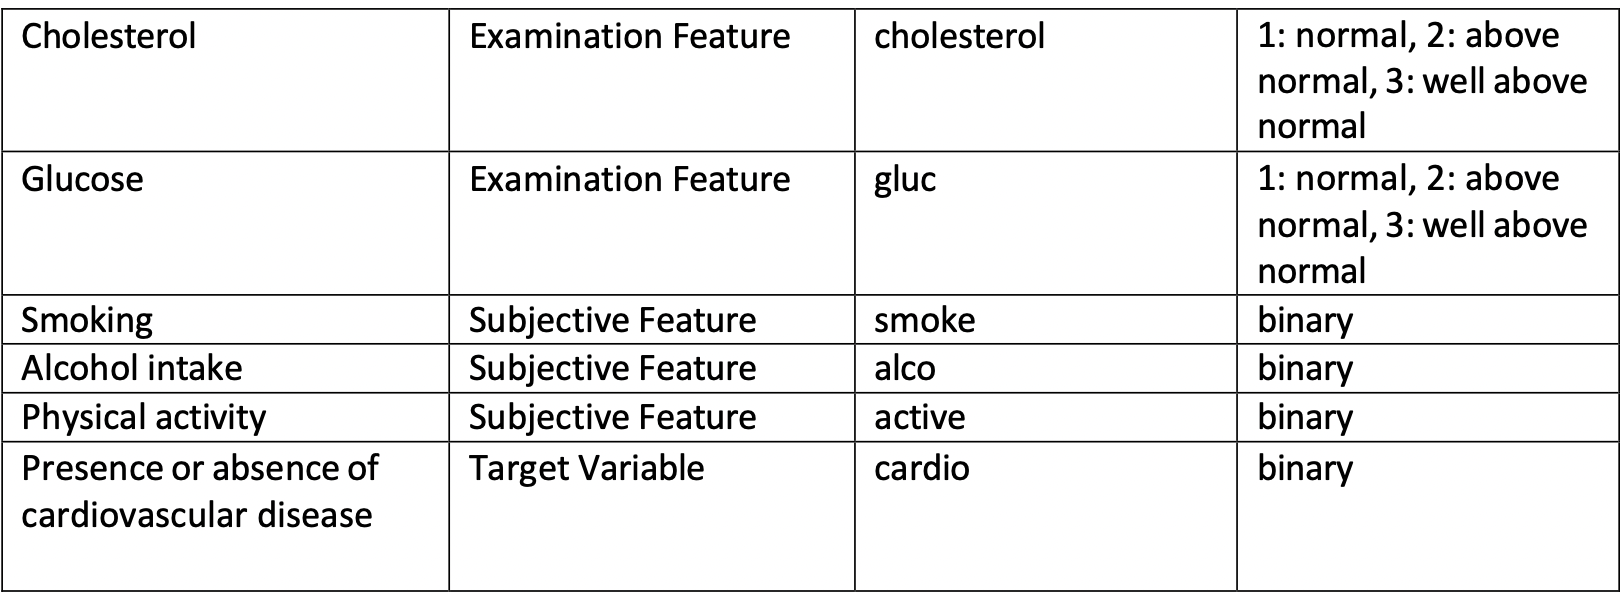 Cholesterol Examination Feature cholesterol 1: normal, 2: above
normal, 3: well above
normal
Glucose Examination Feature gluc 1: normal, 2: above
normal, 3: well above
normal
Smoking Subjective Feature smoke binary
Alcohol intake Subjective Feature alco binary
Physical activity Subjective Feature active binary
Presence or absence of Target Variable cardio binary
cardiovascular disease